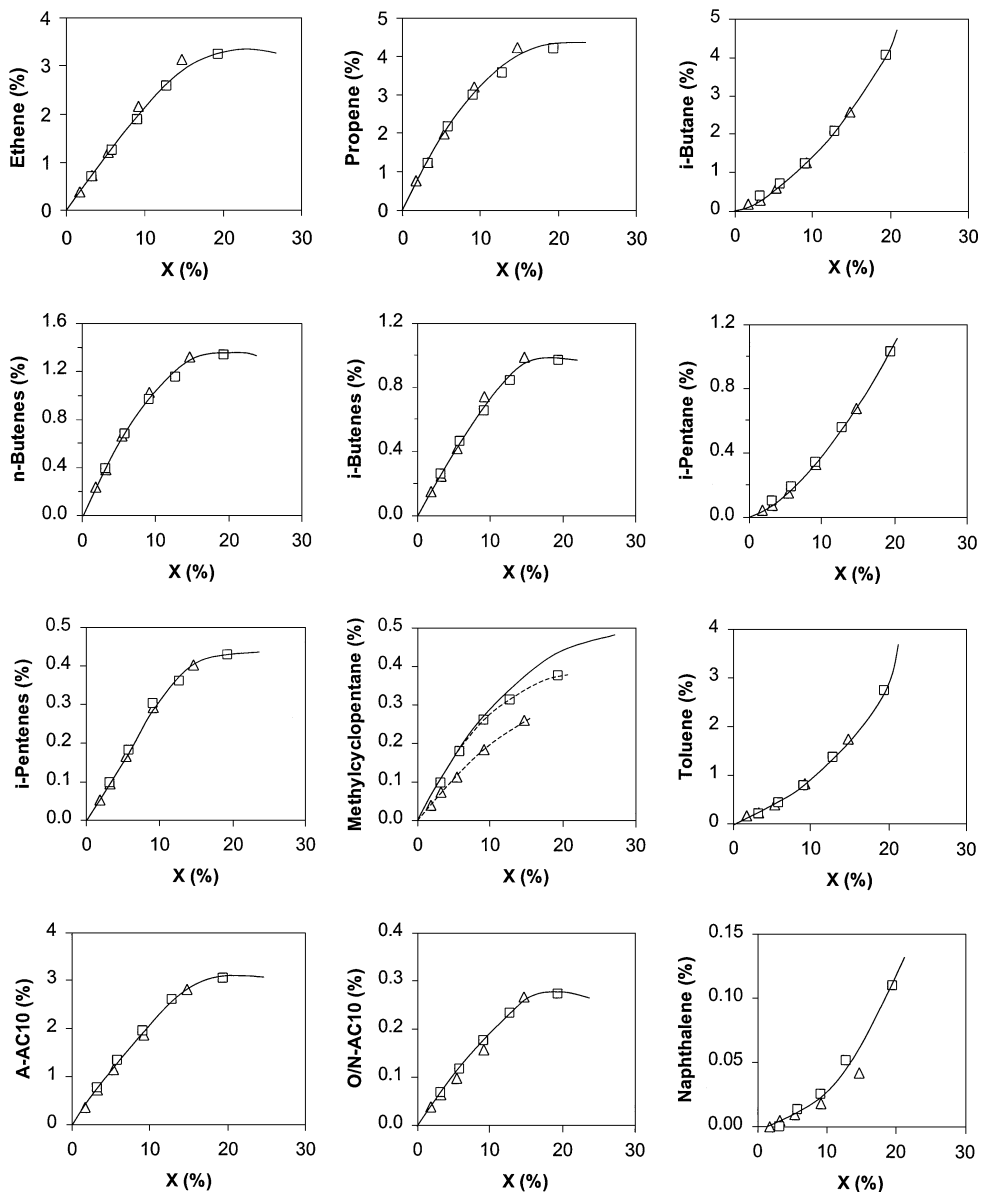 Ethene (%)
4
3
2
1
0
0 10 20 30
X (%)
Propene (%)
5
4
3
2
1
0
0 10 20 30
X (%)
i-Butane (%)
5
4
3
2
1
0
0 10 20 30
X (%)
n-Butenes (%)
1.6
1.2
0.8
0.4
0.0
0 10 20 30
X (%)
i-Butenes (%)
1.2
0.8
0.4
0.0
0 10 20 30
X (%)
i-Pentane (%)
1.2
0.8
0.4
0.0
0 10 20 30
X (%)
i-Pentenes (%)
0.5
0.4
0.3
0.2
0.1
0.0
0 10 20 30
X (%)
Methylcyclopentane (%)
0.5
0.4
0.3
0.2
0.1
0.0
0 10 20 30
X (%)
Toluene (%)
4
3
2
1
0
0 10 20 30
X (%)
A-AC10 (%)
4
3
2
1
0
0 10 20 30
X (%)
O/N-AC10 (%)
0.4
0.3
0.2
0.1
0.0
0 10 20 30
X (%)
Naphthalene (%)
0.15
0.10
0.05
0.00
0 10 20 30
X (%)